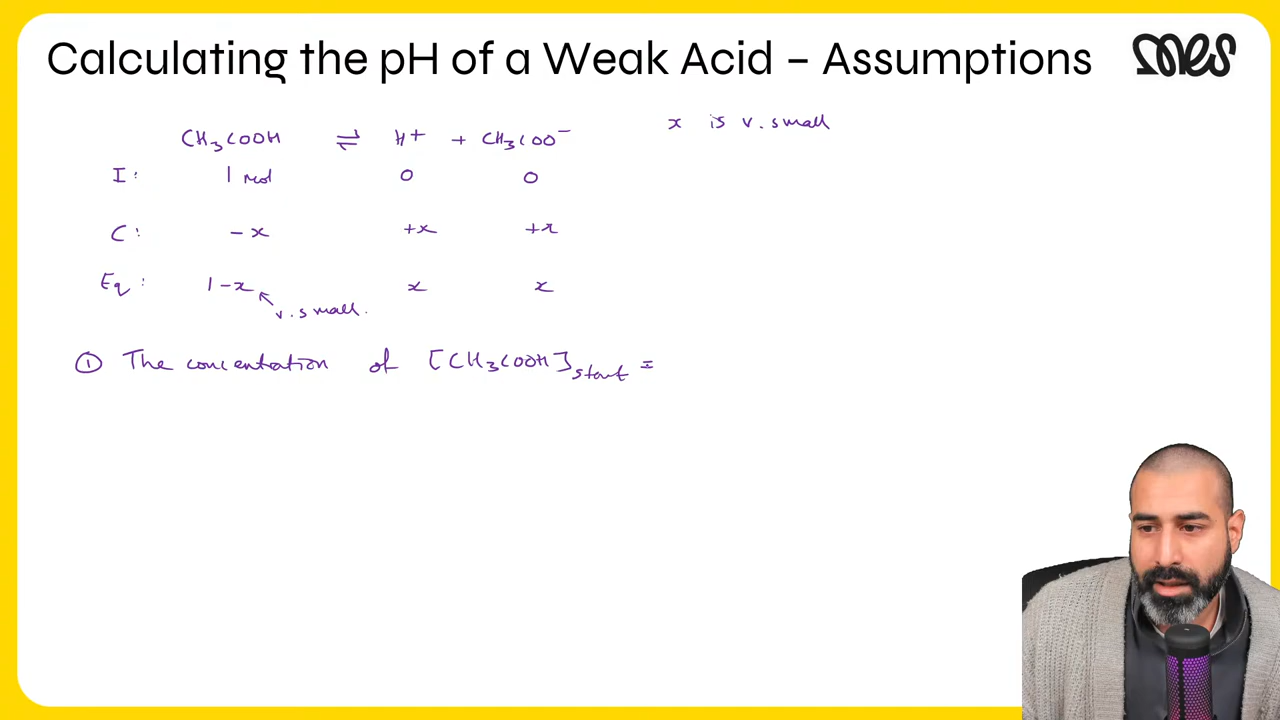 Calculating the pH of a Weak Acid – Assumptions
zmes
CH₃COOH ⇌ H+ + CH₃COO⁻
x is v. small
I: 1 mol 0 0
C: -x +x +x
Eq: 1-x x x
v. small.
① The concentration of [CH₃COOH]start =